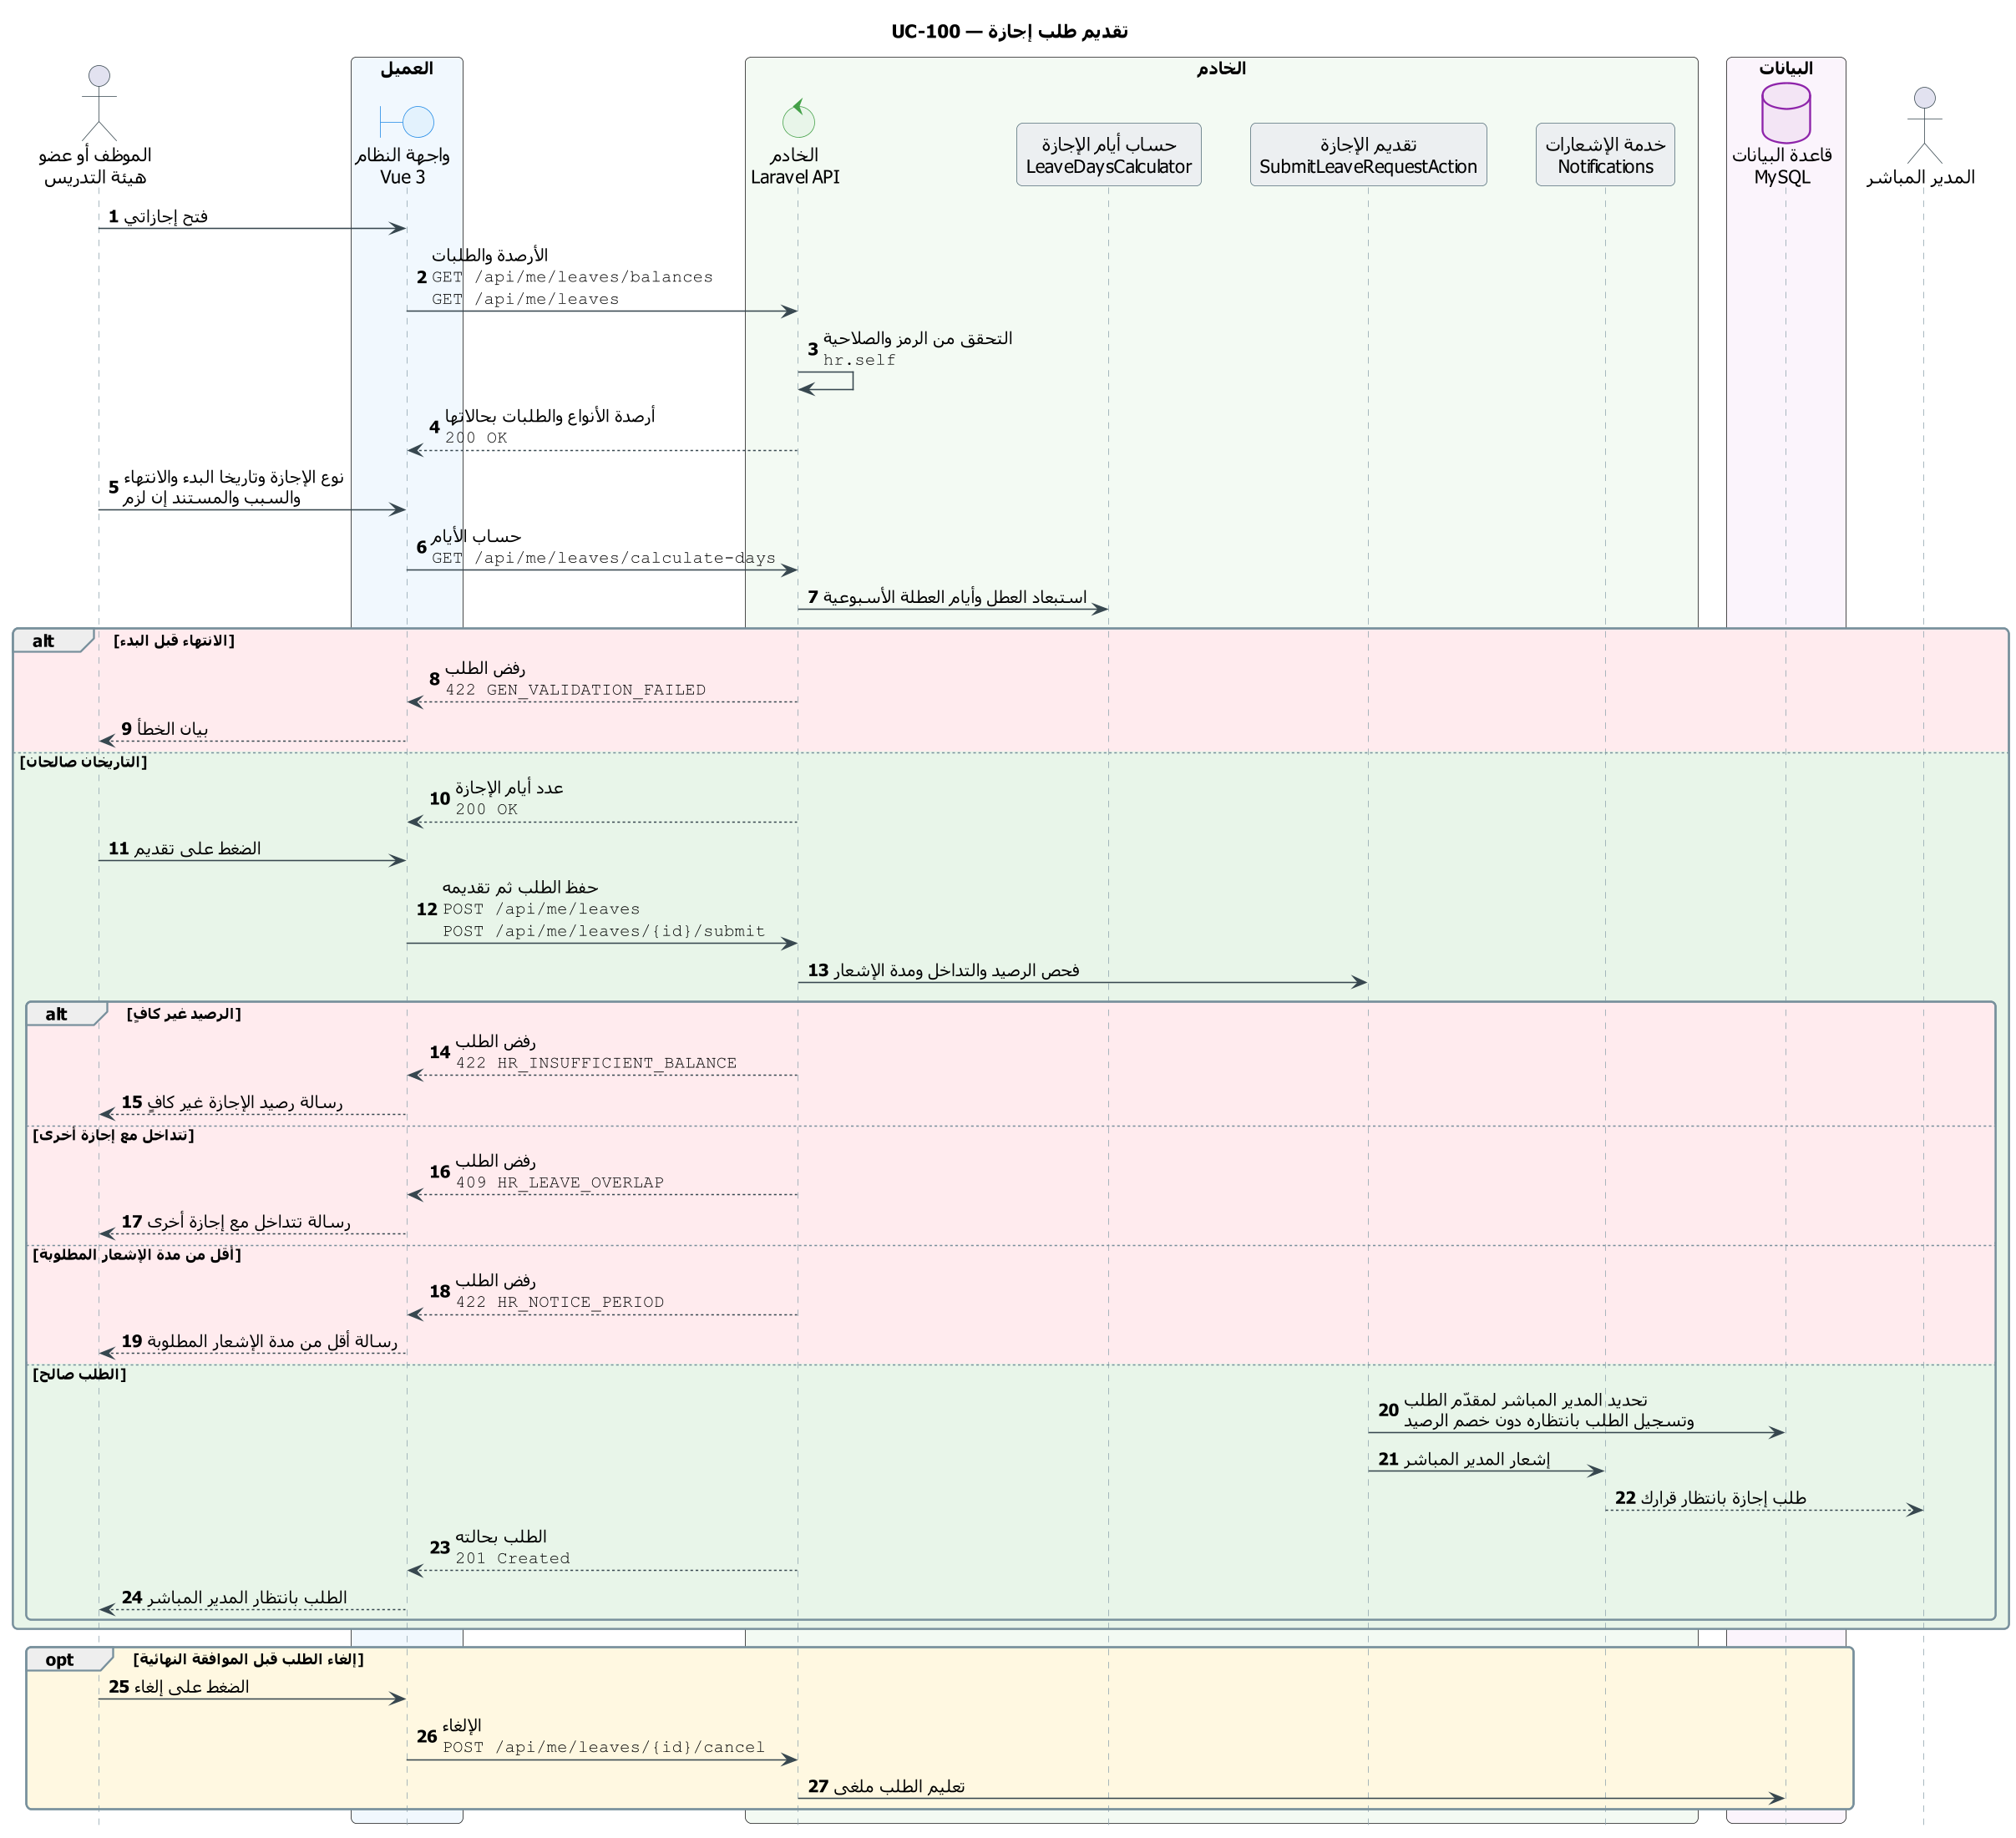 UC-100 — تقديم طلب إجازة
العميل
الخادم
البيانات
الموظف أو عضو
هيئة التدريس
واجهة النظام
Vue 3
الخادم
Laravel API
حساب أيام الإجازة
LeaveDaysCalculator
تقديم الإجازة
SubmitLeaveRequestAction
خدمة الإشعارات
Notifications
قاعدة البيانات
MySQL
المدير المباشر
1 فتح إجازاتي
الأرصدة والطلبات
2 GET /api/me/leaves/balances
GET /api/me/leaves
3 التحقق من الرمز والصلاحية
hr.self
4 أرصدة الأنواع والطلبات بحالاتها
200 OK
5 نوع الإجازة وتاريخا البدء والانتهاء
والسبب والمستند إن لزم
6 حساب الأيام
GET /api/me/leaves/calculate-days
7 استبعاد العطل وأيام العطلة الأسبوعية
alt [الانتهاء قبل البدء]
8 رفض الطلب
422 GEN_VALIDATION_FAILED
9 بيان الخطأ
[التاريخان صالحان]
10 عدد أيام الإجازة
200 OK
11 الضغط على تقديم
حفظ الطلب ثم تقديمه
12 POST /api/me/leaves
POST /api/me/leaves/{id}/submit
13 فحص الرصيد والتداخل ومدة الإشعار
alt [الرصيد غير كافٍ]
14 رفض الطلب
422 HR_INSUFFICIENT_BALANCE
15 رسالة رصيد الإجازة غير كافٍ
[تتداخل مع إجازة أخرى]
16 رفض الطلب
409 HR_LEAVE_OVERLAP
17 رسالة تتداخل مع إجازة أخرى
[أقل من مدة الإشعار المطلوبة]
18 رفض الطلب
422 HR_NOTICE_PERIOD
19 رسالة أقل من مدة الإشعار المطلوبة
[الطلب صالح]
20 تحديد المدير المباشر لمقدّم الطلب
وتسجيل الطلب بانتظاره دون خصم الرصيد
21 إشعار المدير المباشر
22 طلب إجازة بانتظار قرارك
23 الطلب بحالته
201 Created
24 الطلب بانتظار المدير المباشر
opt [إلغاء الطلب قبل الموافقة النهائية]
25 الضغط على إلغاء
26 الإلغاء
POST /api/me/leaves/{id}/cancel
27 تعليم الطلب ملغى